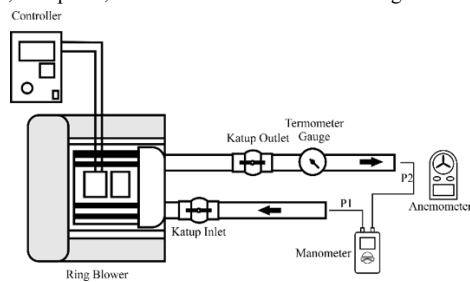 Controller
Termometer
Gauge
Katup Outlet
P2
Anemometer
P1
Katup Inlet
Manometer
Ring Blower